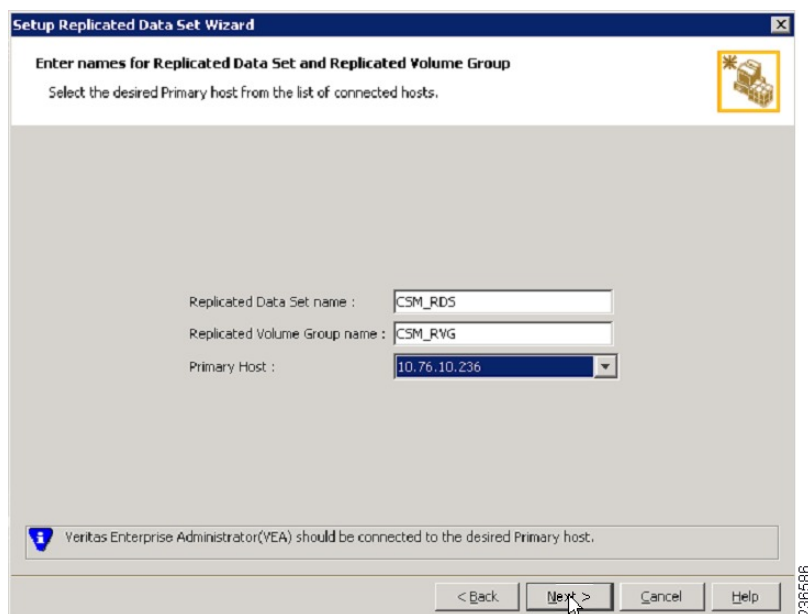 Setup Replicated Data Set Wizard
Enter names for Replicated Data Set and Replicated Volume Group
Select the desired Primary host from the list of connected hosts.
Replicated Data Set name : CSM_RDS
Replicated Volume Group name : CSM_RVG
Primary Host : 10.76.10.236
Veritas Enterprise Administrator(VEA) should be connected to the desired Primary host.
< Back Next > Cancel Help
236586